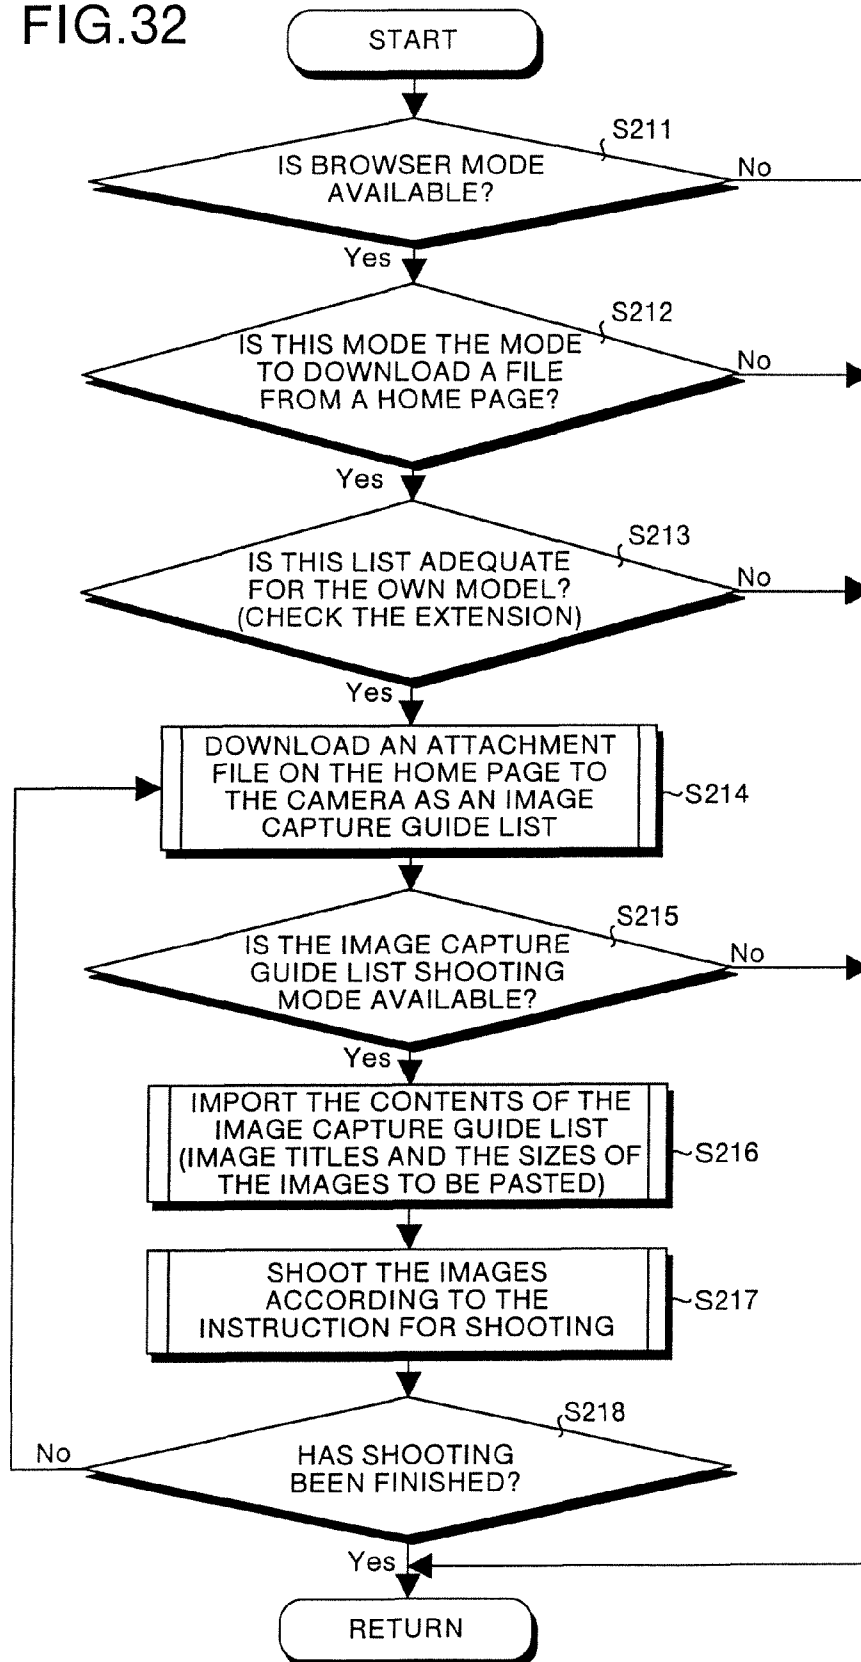 FIG.32
START
S211
IS BROWSER MODE
AVAILABLE?
No
Yes
S212
IS THIS MODE THE MODE
TO DOWNLOAD A FILE
FROM A HOME PAGE?
No
Yes
S213
IS THIS LIST ADEQUATE
FOR THE OWN MODEL?
(CHECK THE EXTENSION)
No
Yes
DOWNLOAD AN ATTACHMENT
FILE ON THE HOME PAGE TO
THE CAMERA AS AN IMAGE
CAPTURE GUIDE LIST
S214
S215
IS THE IMAGE CAPTURE
GUIDE LIST SHOOTING
MODE AVAILABLE?
No
Yes
IMPORT THE CONTENTS OF THE
IMAGE CAPTURE GUIDE LIST
(IMAGE TITLES AND THE SIZES OF
THE IMAGES TO BE PASTED)
S216
SHOOT THE IMAGES
ACCORDING TO THE
INSTRUCTION FOR SHOOTING
S217
S218
No
HAS SHOOTING
BEEN FINISHED?
Yes
RETURN